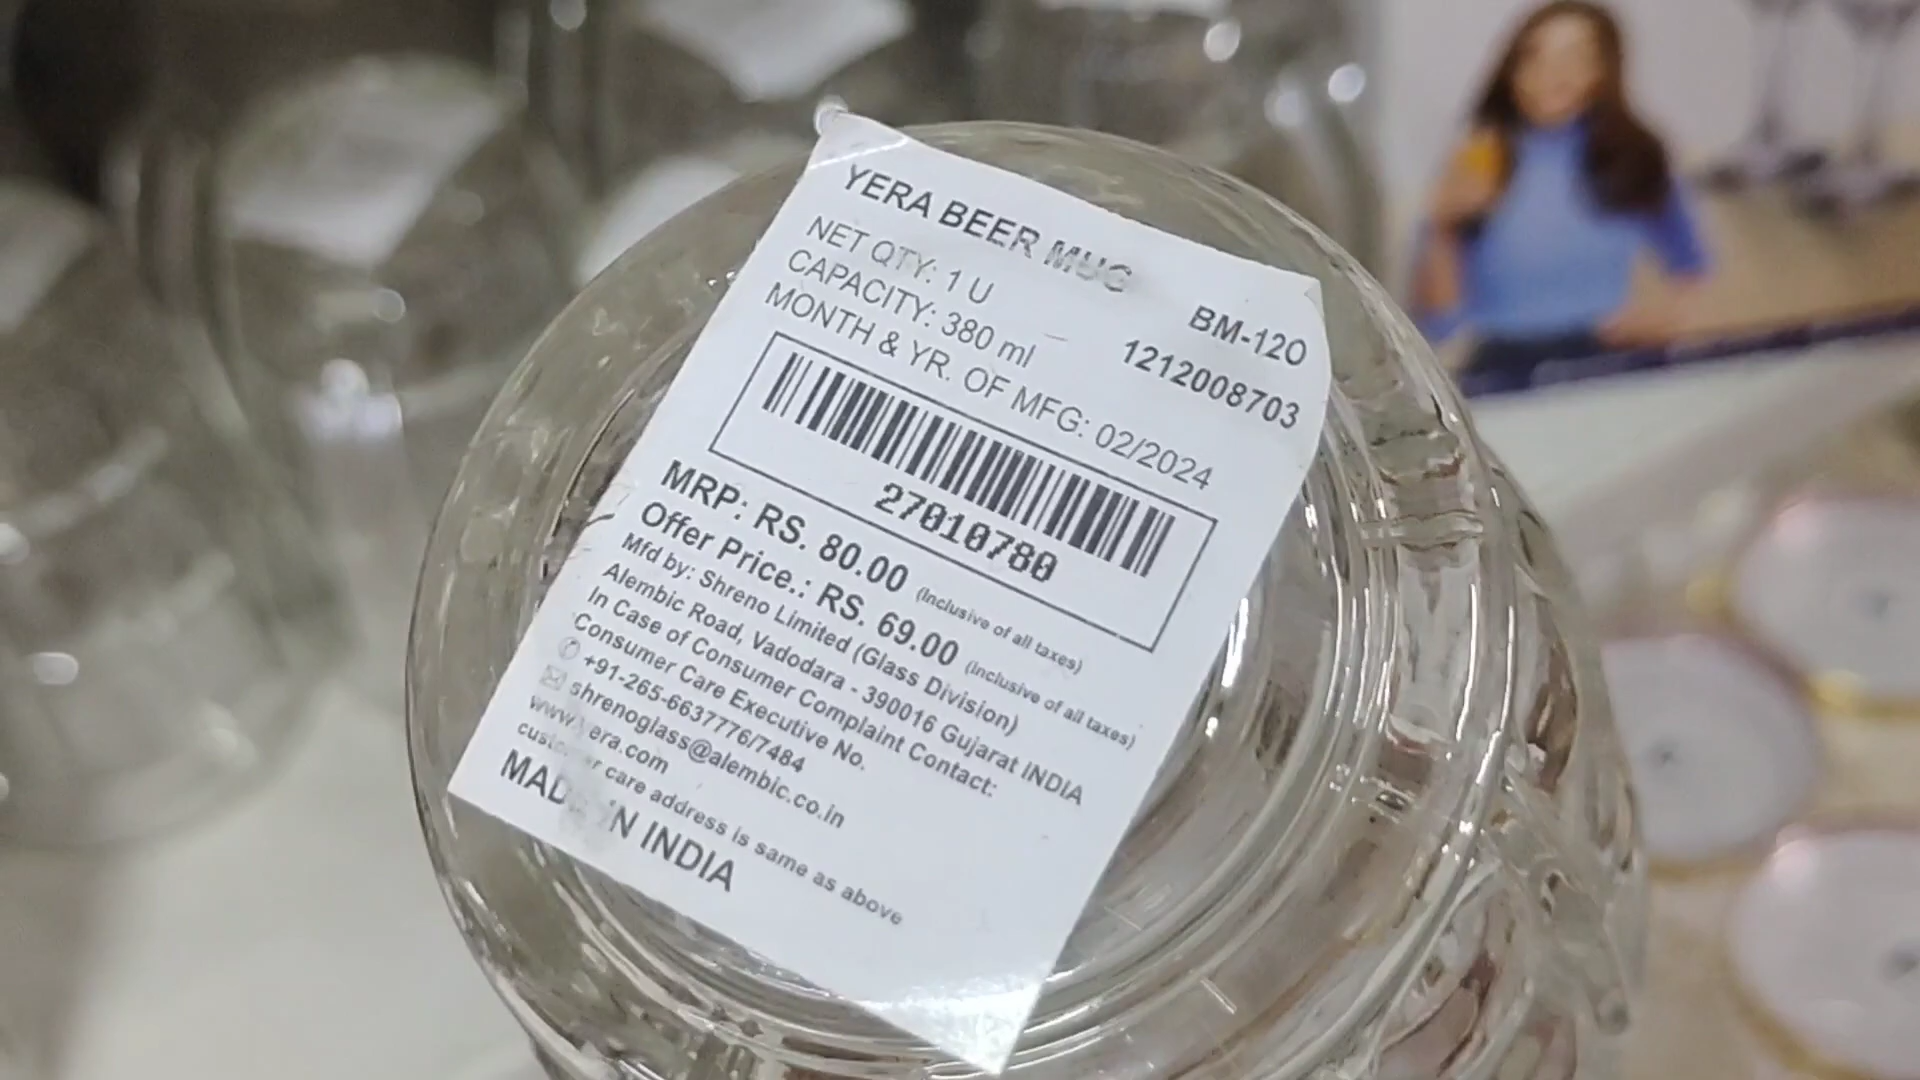 YERA BEER MUG
NET QTY: 1 U
BM-12O
CAPACITY: 380 ml
1212008703
MONTH & YR. OF MFG: 02/2024
27010780
MRP: RS. 80.00 (Inclusive of all taxes)
Offer Price.: RS. 69.00 (Inclusive of all taxes)
Mfd by: Shreno Limited (Glass Division)
Alembic Road, Vadodara - 390016 Gujarat INDIA
In Case of Consumer Complaint Contact:
Consumer Care Executive No.
+91-265-6637776/7484
shrenoglass@alembic.co.in
www.yera.com
customer care address is same as above
MADE IN INDIA